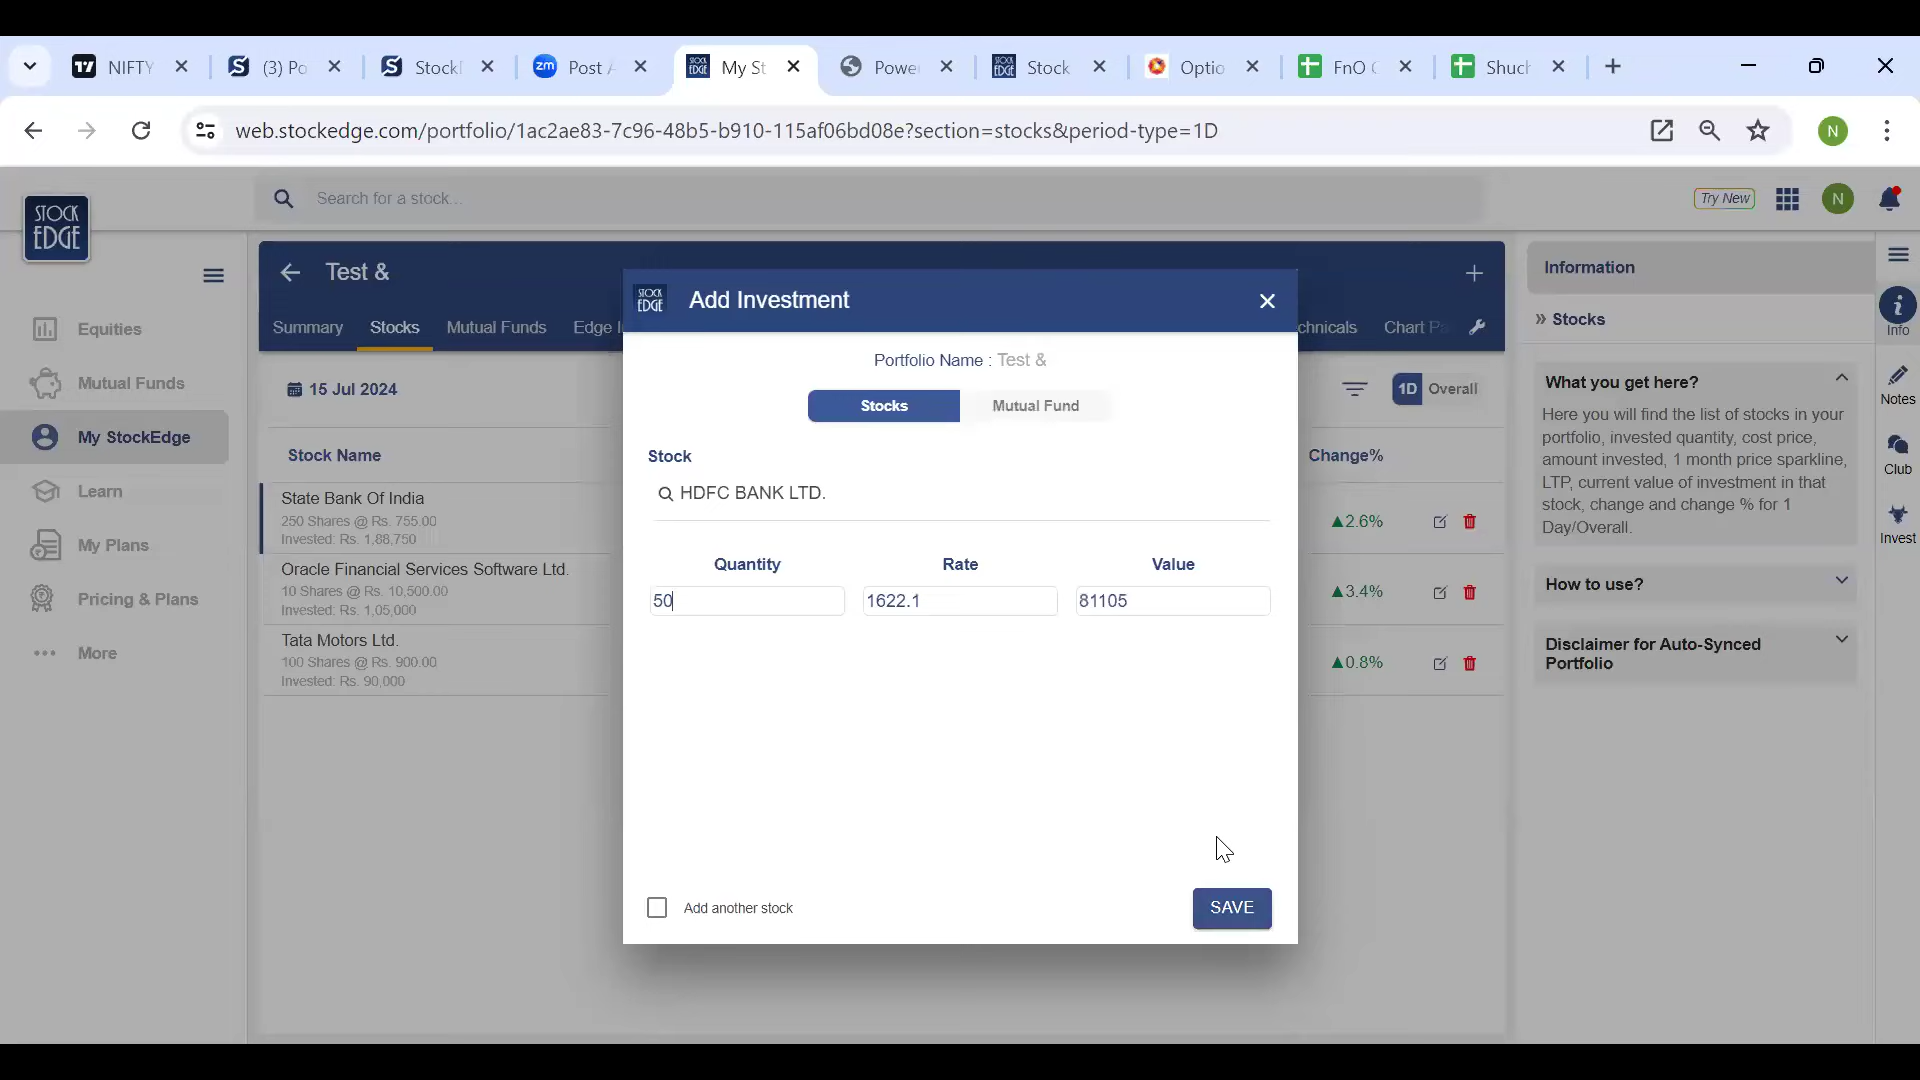 NIFTY
(3) Po
Stock
Post A
My St
Powe
Stock
Optio
FnO
Shuch
web.stockedge.com/portfolio/1ac2ae83-7c96-48b5-b910-115af06bd08e?section=stocks&period-type=1D
N
STOCK
EDGE
Search for a stock...
Try New
N
Equities
Mutual Funds
My StockEdge
Learn
My Plans
Pricing & Plans
More
Test &
Summary
Stocks
Mutual Funds
Edge
chnicals
Chart Pa
15 Jul 2024
1D
Overall
Stock Name
Change%
State Bank Of India
250 Shares @ Rs. 755.00
Invested: Rs. 1,88,750
▲2.6%
Oracle Financial Services Software Ltd.
10 Shares @ Rs. 10,500.00
Invested: Rs. 1,05,000
▲3.4%
Tata Motors Ltd.
100 Shares @ Rs. 900.00
Invested: Rs. 90,000
▲0.8%
STOCK
EDGE
Add Investment
Portfolio Name : Test &
Stocks
Mutual Fund
Stock
HDFC BANK LTD.
Quantity
Rate
Value
50
1622.1
81105
Add another stock
SAVE
Information
» Stocks
What you get here?
Here you will find the list of stocks in your
portfolio, invested quantity, cost price,
amount invested, 1 month price sparkline,
LTP, current value of investment in that
stock, change and change % for 1
Day/Overall.
How to use?
Disclaimer for Auto-Synced
Portfolio
Info
Notes
Club
Invest